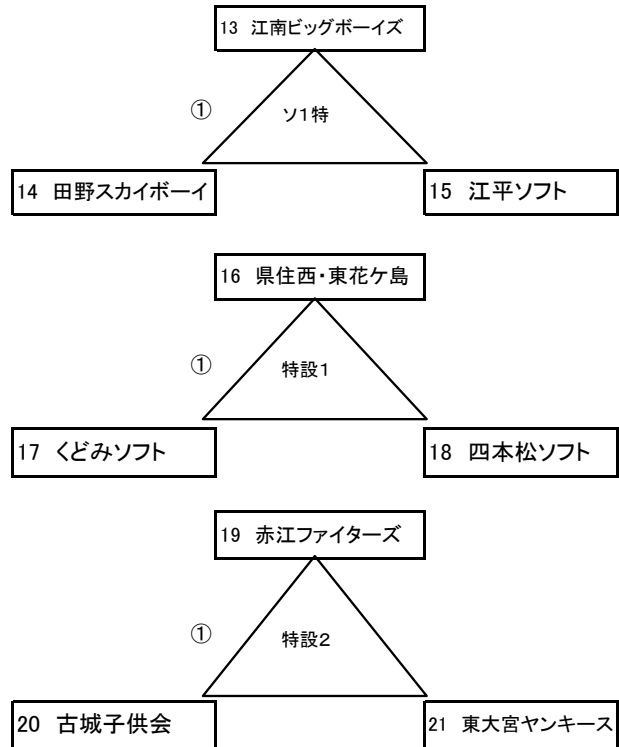 13 江南ビッグボーイズ
①
ソ1特
14 田野スカイボーイ
15 江平ソフト
16 県住西・東花ケ島
①
特設1
17 くどみソフト
18 四本松ソフト
19 赤江ファイターズ
①
特設2
20 古城子供会
21 東大宮ヤンキース